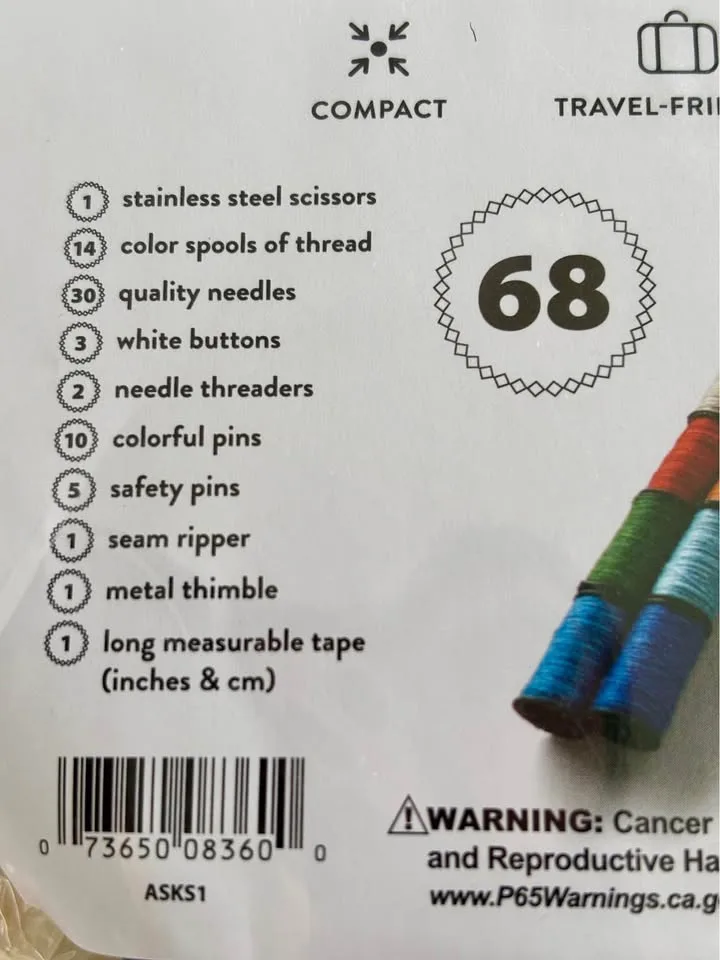 COMPACT
TRAVEL-FRI
1 stainless steel scissors
14 color spools of thread
30 quality needles
3 white buttons
2 needle threaders
10 colorful pins
5 safety pins
1 seam ripper
1 metal thimble
1 long measurable tape
(inches & cm)
68
0 73650 08360 0
ASKS1
WARNING: Cancer
and Reproductive Ha
www.P65Warnings.ca.g